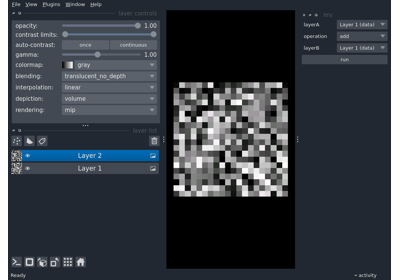 File View Plugins Window Help
layer controls
opacity: 1.00
contrast limits:
auto-contrast: once continuous
gamma: 1.00
colormap: gray
blending: translucent_no_depth
interpolation: linear
depiction: volume
rendering: mip
layer list
Layer 2
Layer 1
layerA Layer 1 (data)
operation add
layerB Layer 1 (data)
run
Ready
activity